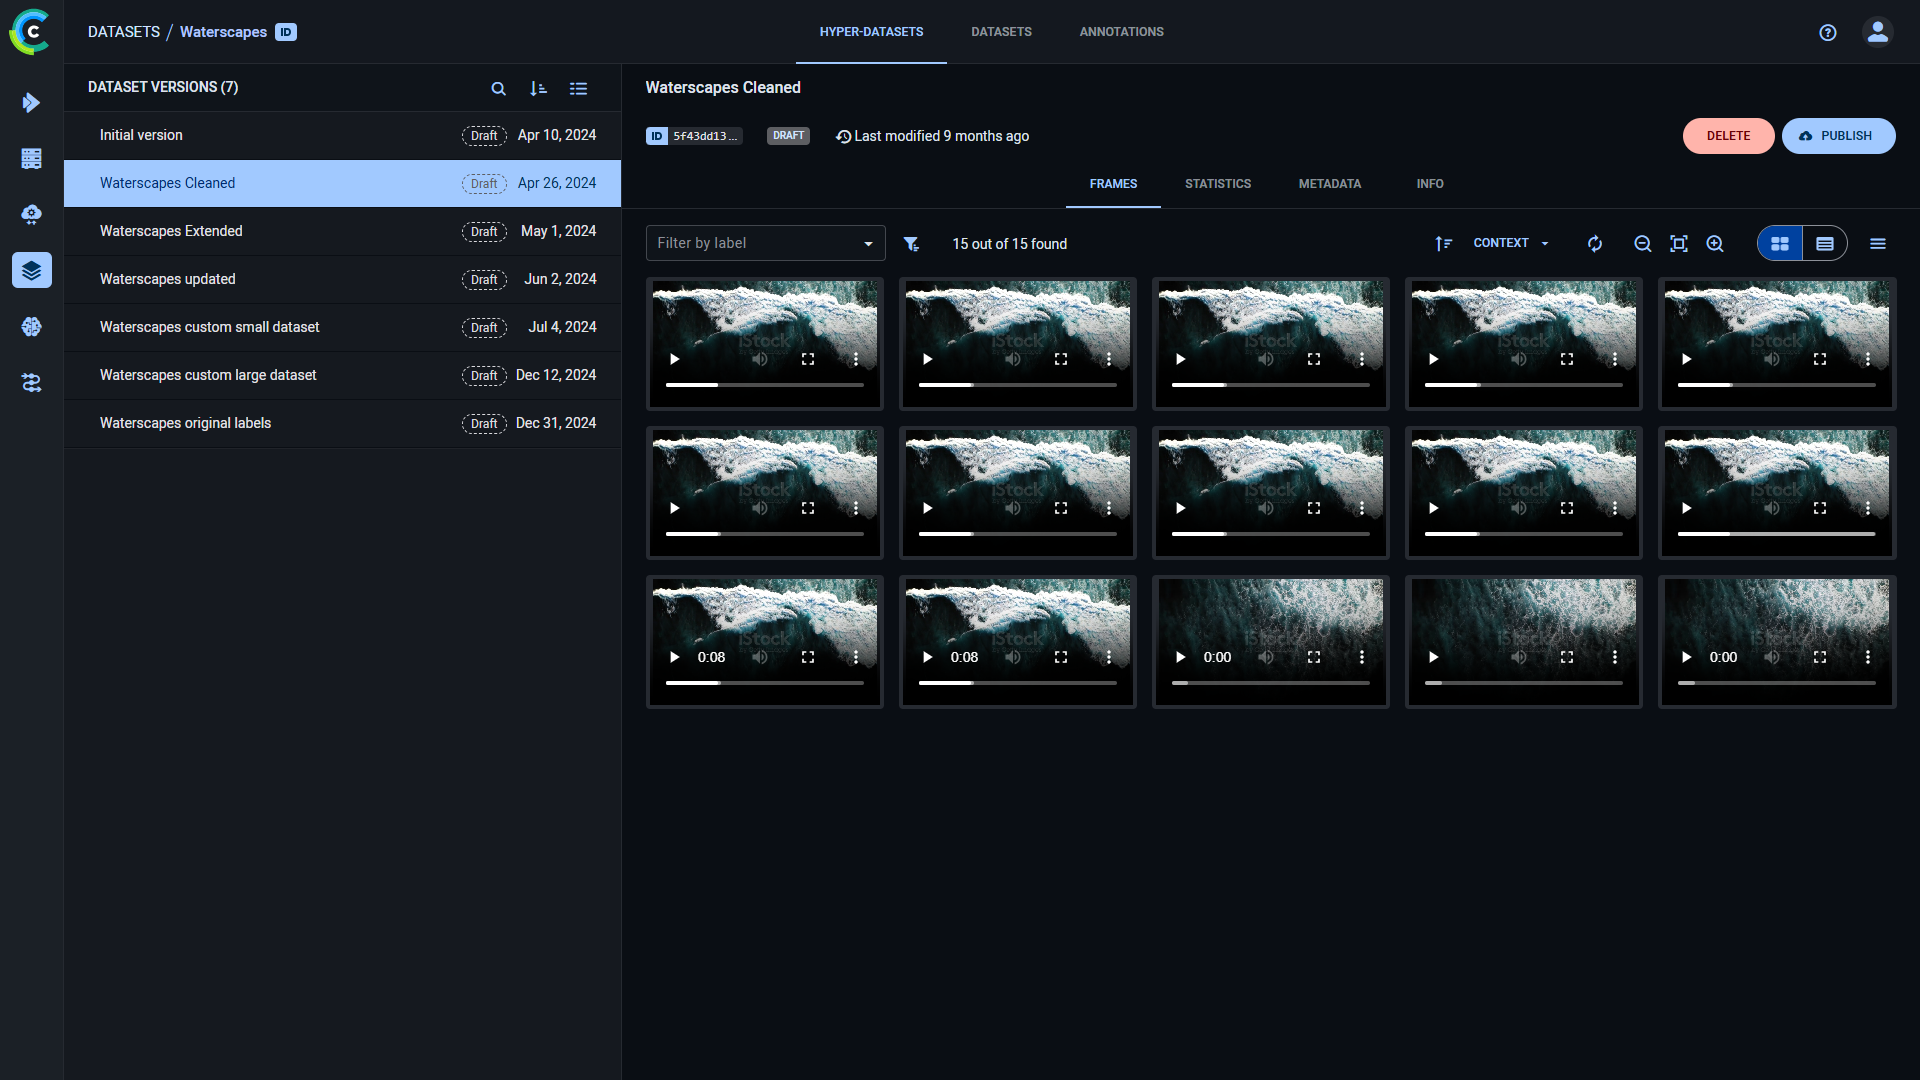 DATASETS / Waterscapes ID
HYPER-DATASETS DATASETS ANNOTATIONS
DATASET VERSIONS (7)
Initial version Draft Apr 10, 2024
Waterscapes Cleaned Draft Apr 26, 2024
Waterscapes Extended Draft May 1, 2024
Waterscapes updated Draft Jun 2, 2024
Waterscapes custom small dataset Draft Jul 4, 2024
Waterscapes custom large dataset Draft Dec 12, 2024
Waterscapes original labels Draft Dec 31, 2024
Waterscapes Cleaned
ID 5f43dd13... DRAFT Last modified 9 months ago
DELETE PUBLISH
FRAMES STATISTICS METADATA INFO
Filter by label 15 out of 15 found CONTEXT
iStock iStock iStock iStock iStock
iStock iStock iStock iStock iStock
iStock iStock iStock iStock iStock
0:08 0:08 0:00 0:00